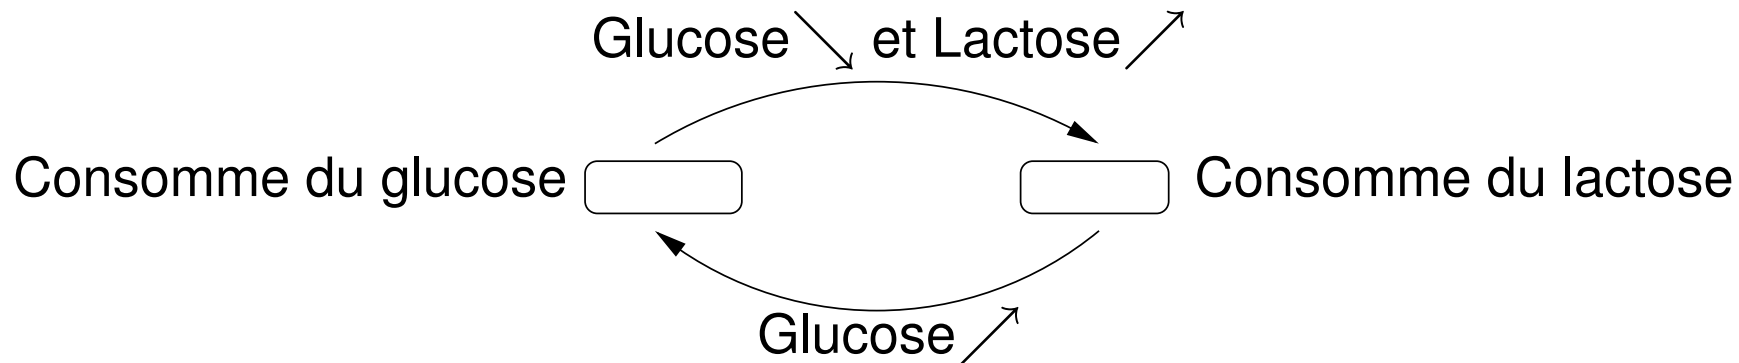 Glucose ↘ et Lactose ↗
Consomme du glucose
Consomme du lactose
Glucose ↗